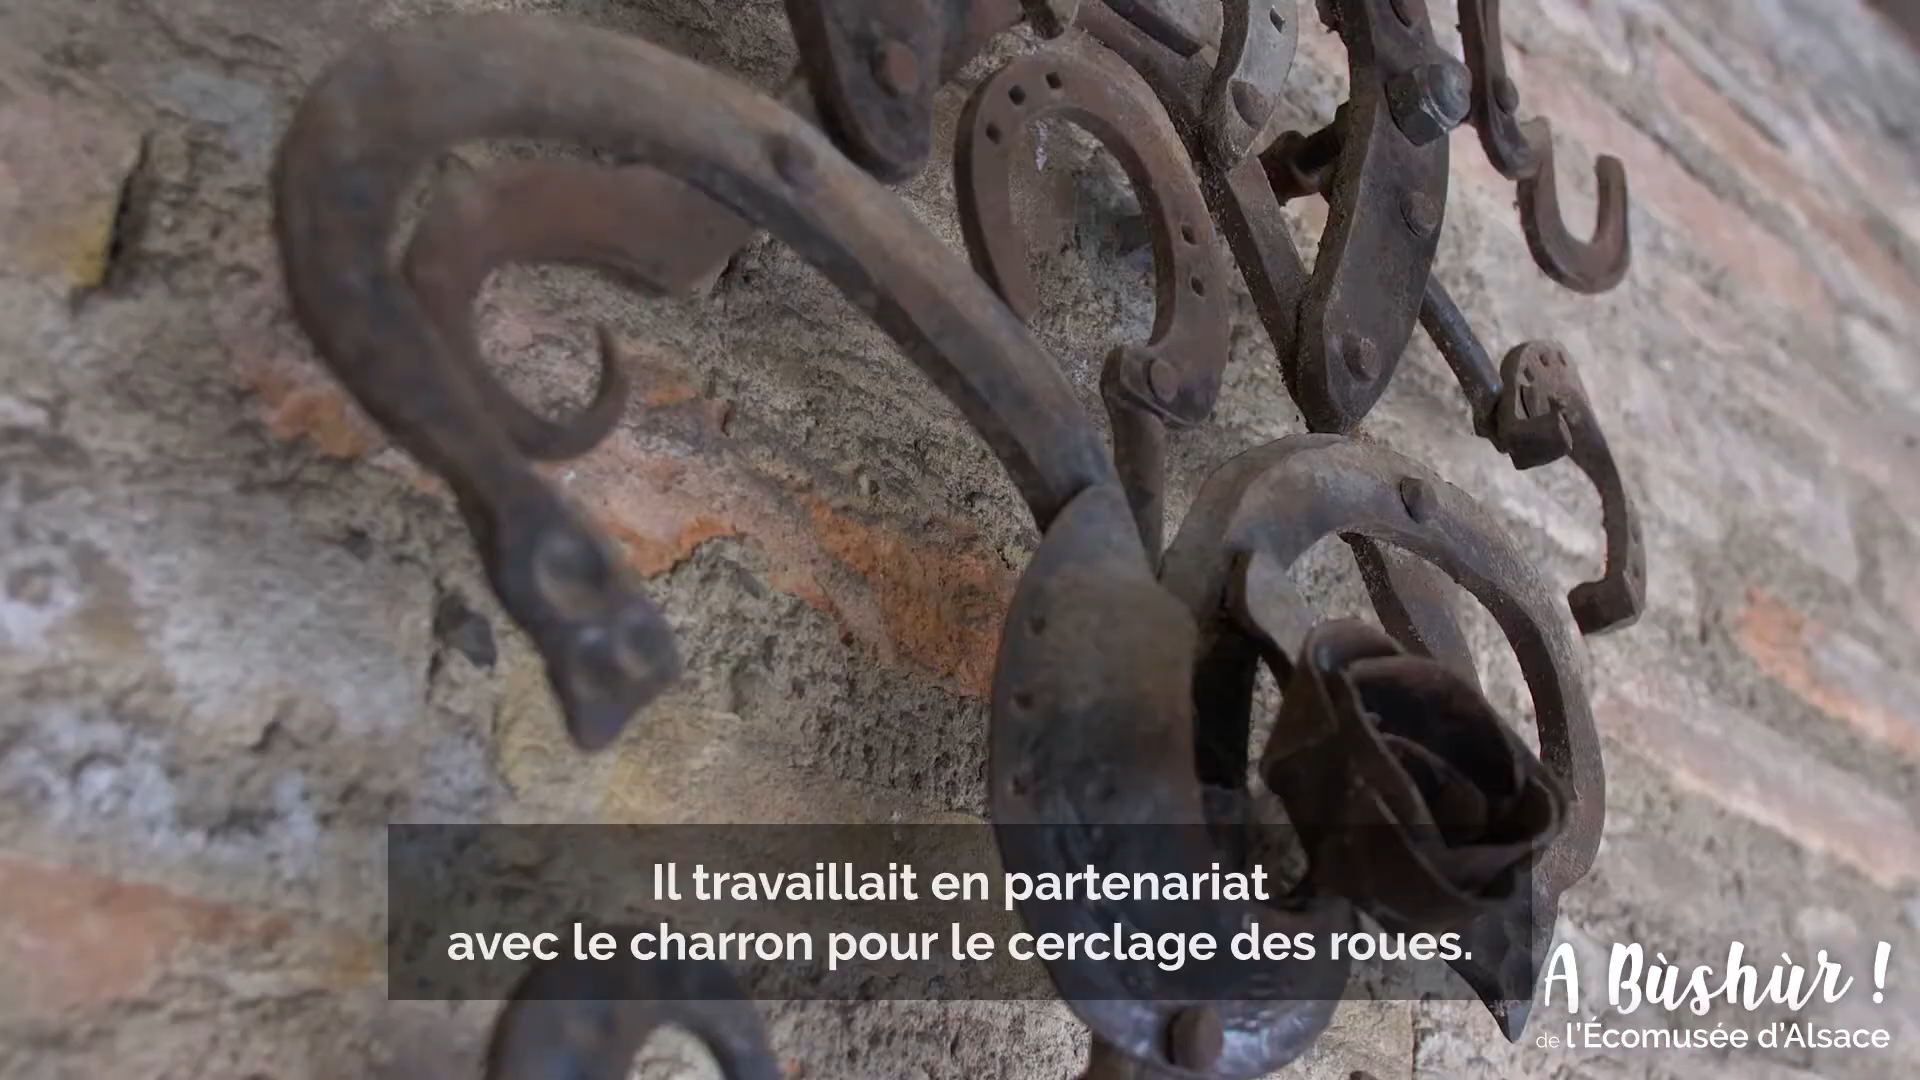 Il travaillait en partenariat
avec le charron pour le cerclage des roues.
A Bùshùr !
de l'Écomusée d'Alsace